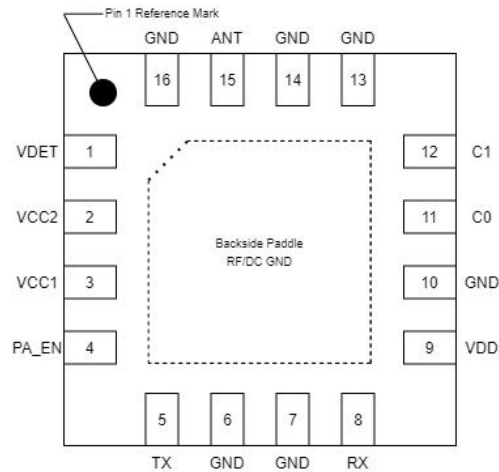 Pin 1 Reference Mark
GND ANT GND GND
16 15 14 13
VDET 1 12 C1
VCC2 2 11 C0
Backside Paddle
RF/DC GND
VCC1 3 10 GND
PA_EN 4 9 VDD
5 6 7 8
TX GND GND RX